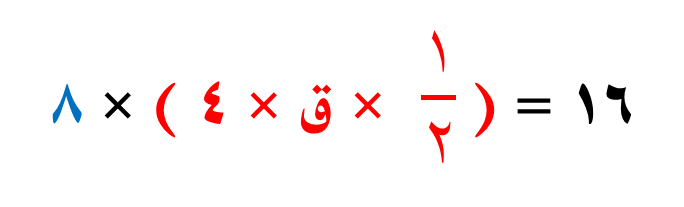 ٨ × ( ٤ × ق × ١/٢ ) = ١٦